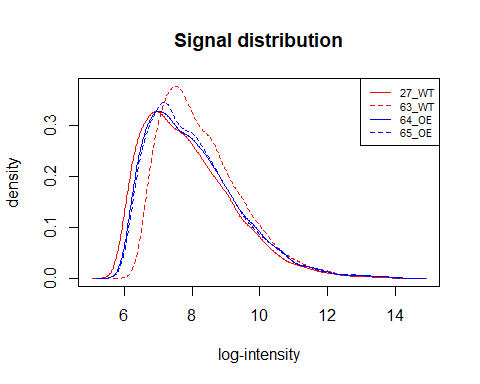 Signal distribution
27_WT
63_WT
64_OE
65_OE
density
0.0
0.1
0.2
0.3
6
8
10
12
14
log-intensity